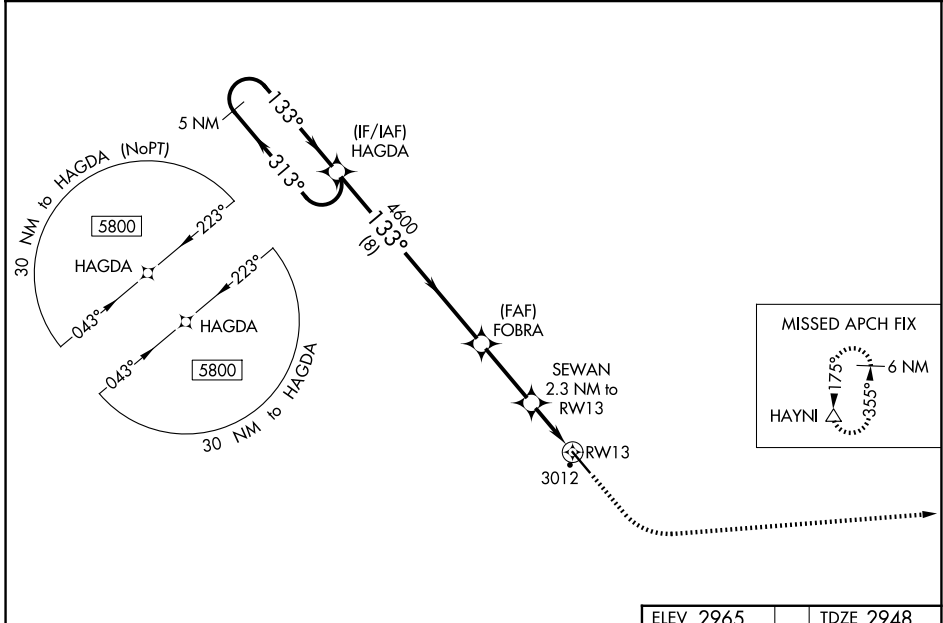 5 NM
133°
313°
(IF/IAF)
HAGDA
4600
133°
(8)
30 NM to HAGDA (NoPT)
5800
223°
HAGDA
043°
223°
HAGDA
043°
5800
30 NM to HAGDA
(FAF)
FOBRA
SEWAN
2.3 NM to
RW13
RW13
3012
MISSED APCH FIX
6 NM
175°
355°
HAYNI
ELEV 2965 TDZE 2948